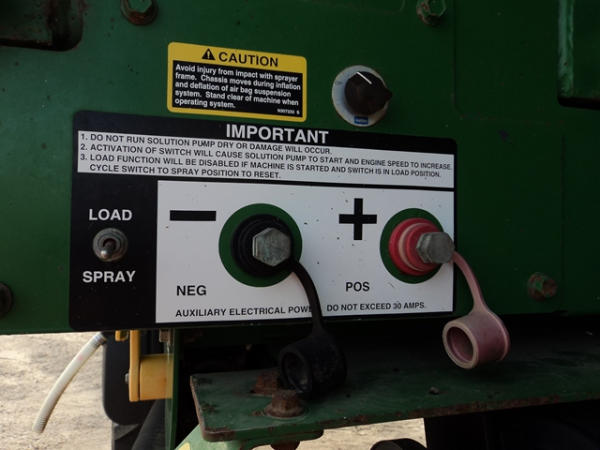 CAUTION
Avoid injury from impact with sprayer
frame. Chassis moves during inflation
and deflation of air bag suspension
system. Stand clear of machine when
operating system.
IMPORTANT
1. DO NOT RUN SOLUTION PUMP DRY OR DAMAGE WILL OCCUR.
2. ACTIVATION OF SWITCH WILL CAUSE SOLUTION PUMP TO START AND ENGINE SPEED TO INCREASE.
3. LOAD FUNCTION WILL BE DISABLED IF MACHINE IS STARTED AND SWITCH IS IN LOAD POSITION.
CYCLE SWITCH TO SPRAY POSITION TO RESET.
LOAD
SPRAY
− +
NEG POS
AUXILIARY ELECTRICAL POWER DO NOT EXCEED 30 AMPS.